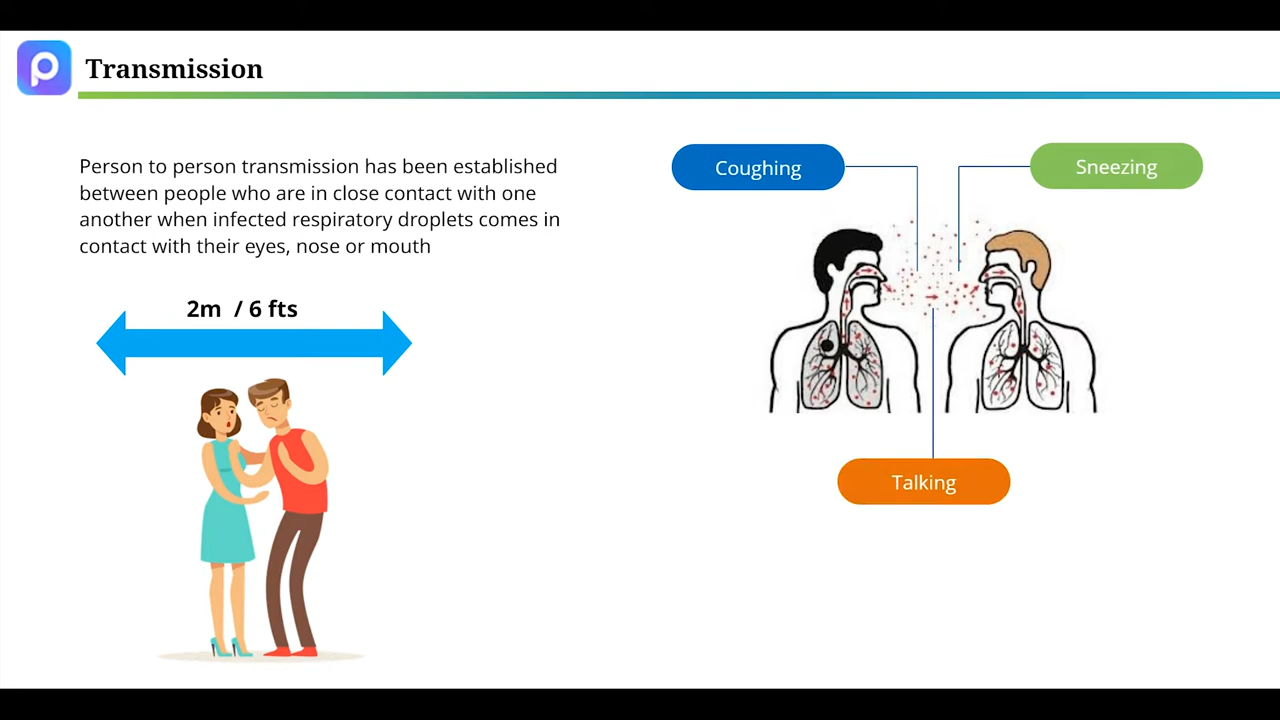 Transmission
Person to person transmission has been established
between people who are in close contact with one
another when infected respiratory droplets comes in
contact with their eyes, nose or mouth
2m / 6 fts
Coughing
Sneezing
Talking